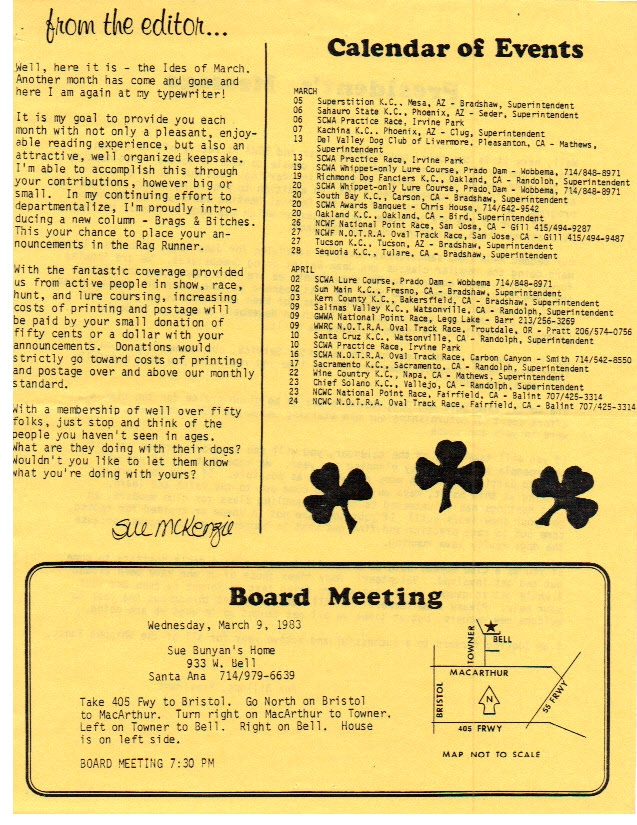 from the editor...
Well, here it is - the Ides of March.
Another month has come and gone and
here I am again at my typewriter!
It is my goal to provide you each
month with not only a pleasant, enjoy-
able reading experience, but also an
attractive, well organized keepsake.
I'm able to accomplish this through
your contributions, however big or
small. In my continuing effort to
departmentalize, I'm proudly intro-
ducing a new column - Brags & Bitches.
This your chance to place your an-
nouncements in the Rag Runner.
With the fantastic coverage provided
us from active people in show, race,
hunt, and lure coursing, increasing
costs of printing and postage will
be paid by your small donation of
fifty cents or a dollar with your
announcements. Donations would
strictly go toward costs of printing
and postage over and above our monthly
standard.
With a membership of well over fifty
folks, just stop and think of the
people you haven't seen in ages.
What are they doing with their dogs?
Wouldn't you like to let them know
what you're doing with yours?
Sue McKenzie
Calendar of Events
MARCH
05 Superstition K.C., Mesa, AZ - Bradshaw, Superintendent
06 Sahauro State K.C., Phoenix, AZ - Seder, Superintendent
06 SCWA Practice Race, Irvine Park
07 Kachina K.C., Phoenix, AZ - Clug, Superintendent
13 Del Valley Dog Club of Livermore, Pleasanton, CA - Mathews,
Superintendent
13 SCWA Practice Race, Irvine Park
19 SCWA Whippet-only Lure Course, Prado Dam - Wobbema, 714/848-8971
19 Richmond Dog Fanciers K.C., Oakland, CA - Randolph, Superintendent
20 SCWA Whippet-only Lure Course, Prado Dam - Wobbema, 714/848-8971
20 South Bay K.C., Carson, CA - Bradshaw, Superintendent
20 SCWA Awards Banquet - Chris House, 714/642-9542
20 Oakland K.C., Oakland, CA - Bird, Superintendent
26 NCWF National Point Race, San Jose, CA - Gill 415/494-9287
27 NCWF N.O.T.R.A. Oval Track Race, San Jose, CA - Gill 415/494-9487
27 Tucson K.C., Tucson, AZ - Bradshaw, Superintendent
28 Sequoia K.C., Tulare, CA - Bradshaw, Superintendent
APRIL
02 SCWA Lure Course, Prado Dam - Wobbema 714/848-8971
02 Sun Main K.C., Fresno, CA - Bradshaw, Superintendent
03 Kern County K.C., Bakersfield, CA - Bradshaw, Superintendent
09 Salinas Valley K.C., Watsonville, CA - Randolph, Superintendent
09 GWWA National Point Race, Legg Lake - Barr 213/256-3269
09 WWRC N.O.T.R.A. Oval Track Race, Troutdale, OR - Pratt 206/574-0756
10 Santa Cruz K.C., Watsonville, CA - Randolph, Superintendent
10 SCWA Practice Race, Irvine Park
16 SCWA N.O.T.R.A. Oval Track Race, Carbon Canyon - Smith 714/542-8550
17 Sacramento K.C., Sacramento, CA - Randolph, Superintendent
22 Wine Country K.C., Napa, CA - Mathews, Superintendent
23 Chief Solano K.C., Vallejo, CA - Randolph, Superintendent
23 NCWC National Point Race, Fairfield, CA - Balint 707/425-3314
24 NCWC N.O.T.R.A. Oval Track Race, Fairfield, CA - Balint 707/425-3314
Board Meeting
Wednesday, March 9, 1983
Sue Bunyan's Home
933 W. Bell
Santa Ana 714/979-6639
Take 405 Fwy to Bristol. Go North on Bristol
to MacArthur. Turn right on MacArthur to Towner.
Left on Towner to Bell. Right on Bell. House
is on left side.
BOARD MEETING 7:30 PM
TOWNER
BELL
MACARTHUR
BRISTOL
N
55 FRWY
405 FRWY
MAP NOT TO SCALE